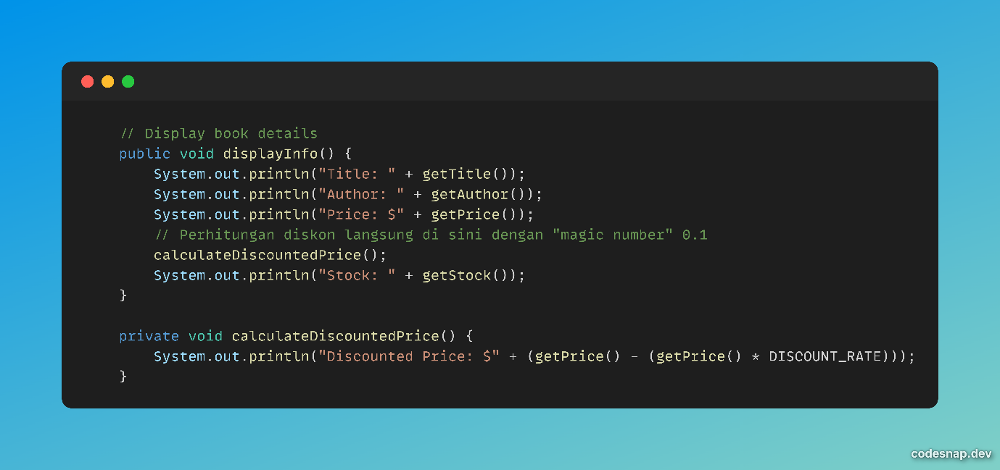 // Display book details
public void displayInfo() {
System.out.println("Title: " + getTitle());
System.out.println("Author: " + getAuthor());
System.out.println("Price: $" + getPrice());
// Perhitungan diskon langsung di sini dengan "magic number" 0.1
calculateDiscountedPrice();
System.out.println("Stock: " + getStock());
}
private void calculateDiscountedPrice() {
System.out.println("Discounted Price: $" + (getPrice() - (getPrice() * DISCOUNT_RATE)));
}
codesnap.dev